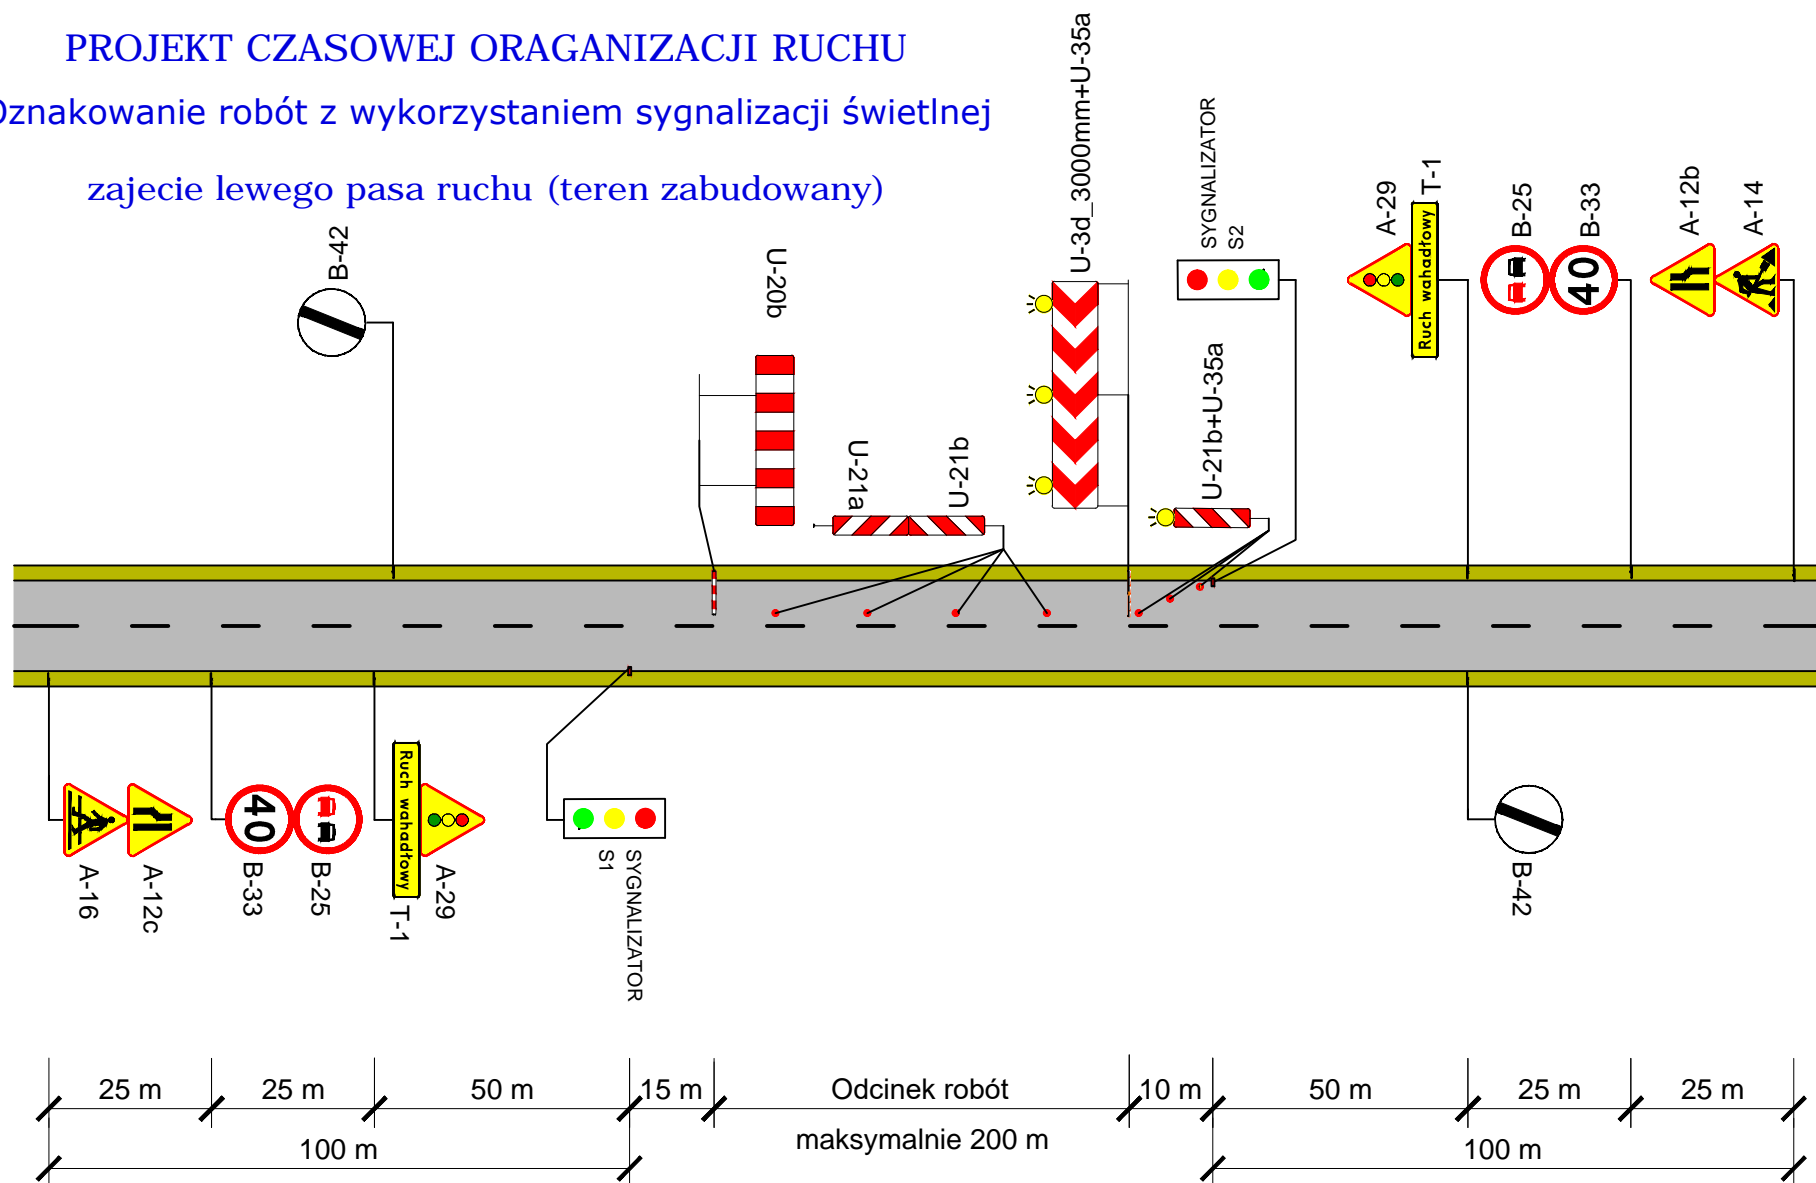 PROJEKT CZASOWEJ ORAGANIZACJI RUCHU
Oznakowanie robót z wykorzystaniem sygnalizacji świetlnej
zajecie lewego pasa ruchu (teren zabudowany)
B-42
U-20b
U-21a
U-21b
U-3d_3000mm+U-35a
U-21b+U-35a
SYGNALIZATOR
S2
A-29
T-1
Ruch wahadłowy
B-25
B-33
40
A-12b
A-14
A-16
A-12c
40
B-33
B-25
Ruch wahadłowy
T-1
A-29
SYGNALIZATOR
S1
B-42
25 m
25 m
50 m
15 m
Odcinek robót
10 m
50 m
25 m
25 m
100 m
maksymalnie 200 m
100 m